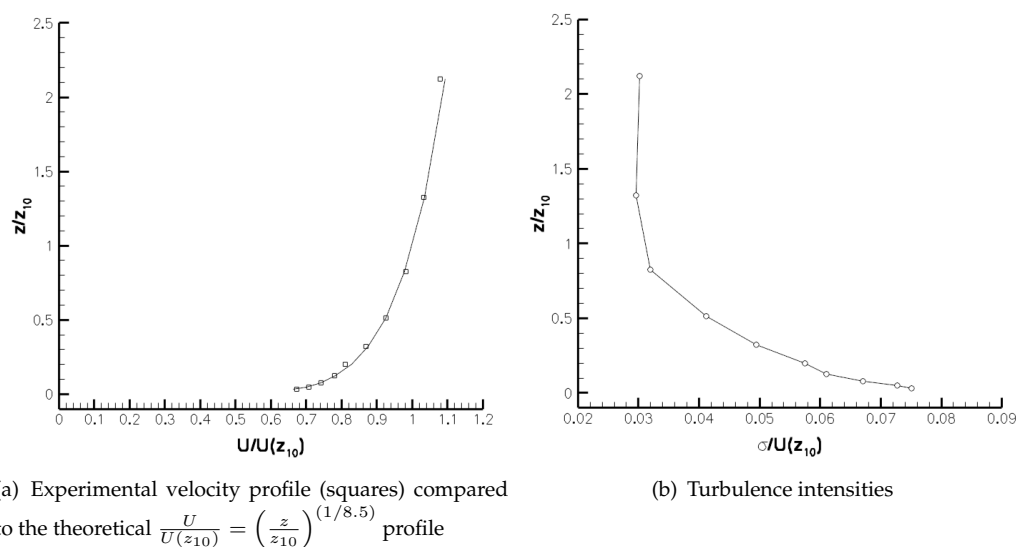 2.5
2
1.5
1
0.5
0
z/z10
0 0.1 0.2 0.3 0.4 0.5 0.6 0.7 0.8 0.9 1 1.1 1.2
U/U(z10)
2.5
2
1.5
1
0.5
0
z/z10
0.02 0.03 0.04 0.05 0.06 0.07 0.08 0.09
σ/U(z10)
a) Experimental velocity profile (squares) compared
to the theoretical U/U(z10) = (z/z10)^(1/8.5) profile
(b) Turbulence intensities